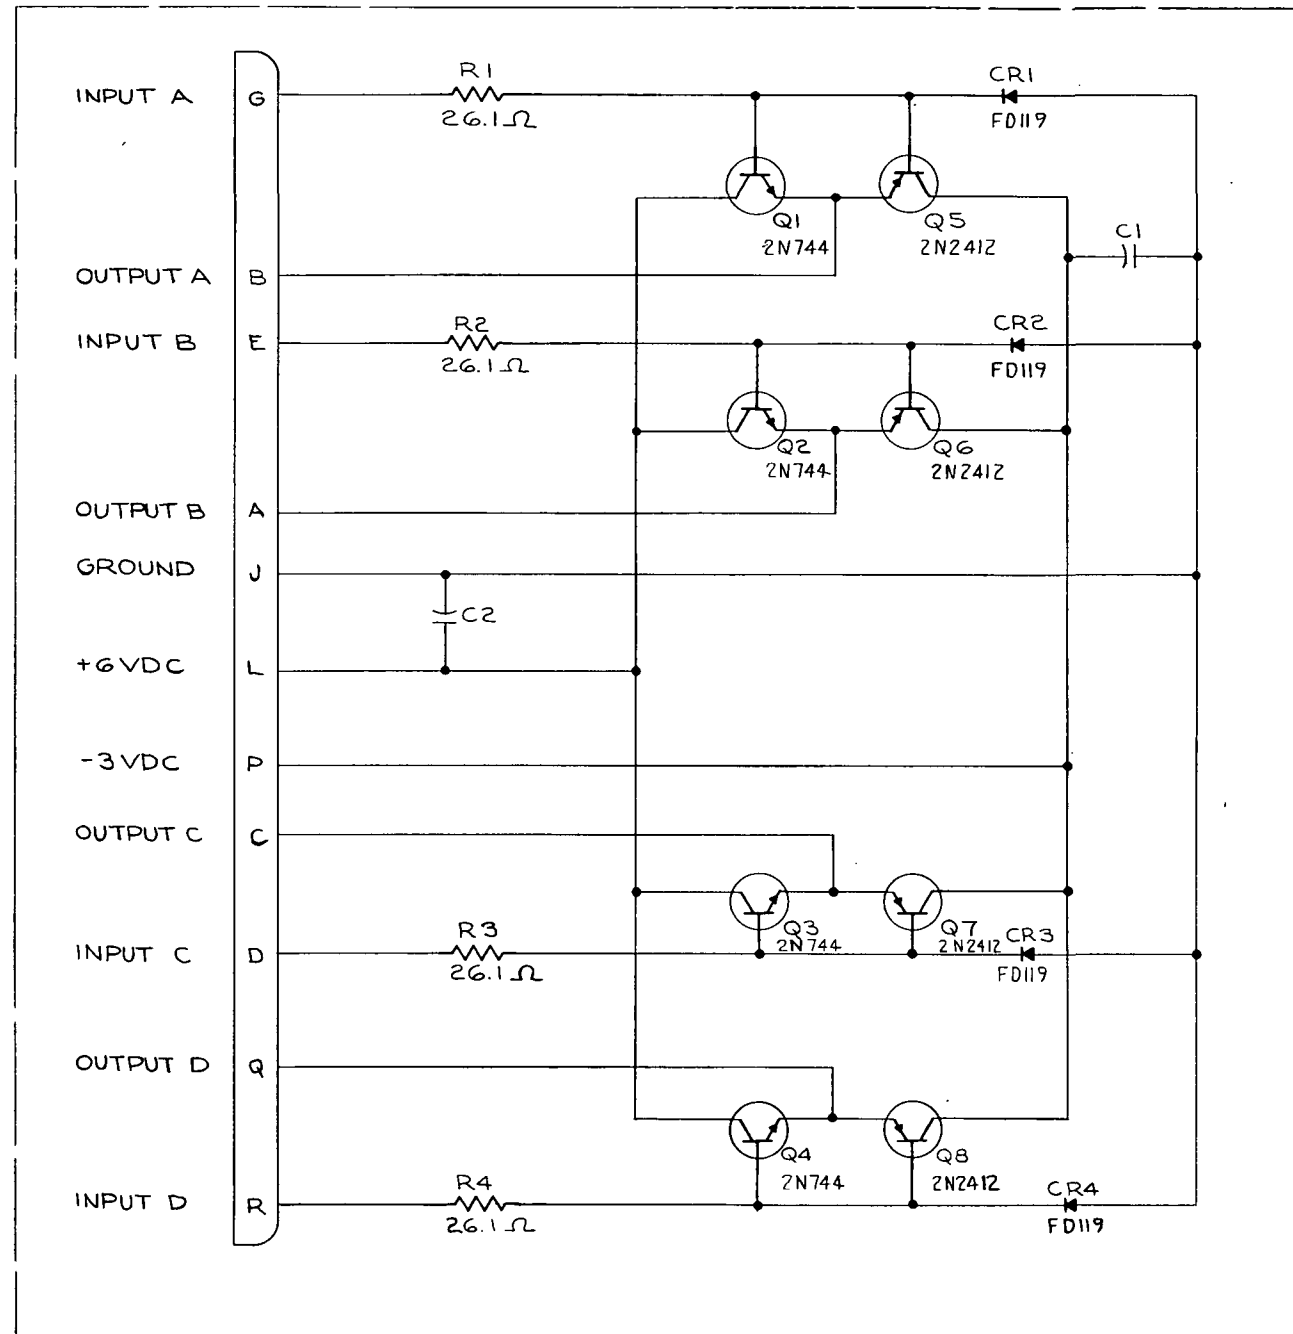 R1
CR1
INPUT A G
26.1Ω
FD119
Q1 Q5
2N744 2N2412
C1
OUTPUT A B
R2
CR2
INPUT B E
26.1Ω
FD119
Q2 Q6
2N744 2N2412
OUTPUT B A
GROUND J
C2
+6VDC L
-3VDC P
OUTPUT C C
R3
Q3 Q7 CR3
2N744 2N2412
INPUT C D
26.1Ω
FD119
OUTPUT D Q
Q4 Q8
2N744 2N2412
R4
CR4
INPUT D R
26.1Ω
FD119